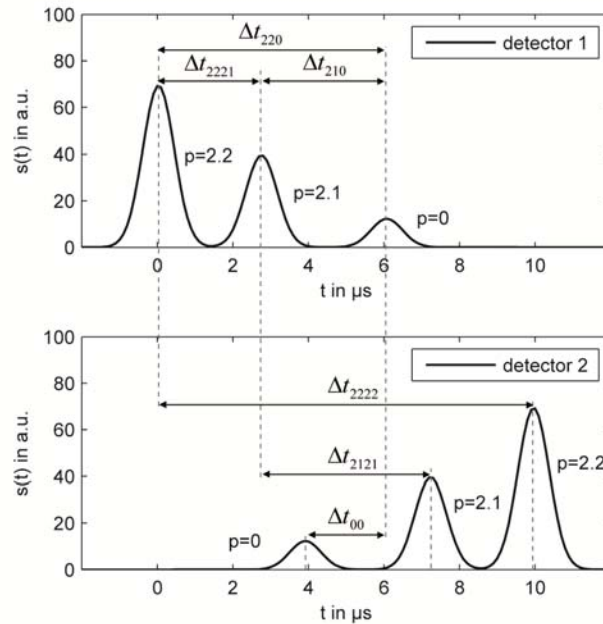 100
80
60
40
20
0
s(t) in a.u.
Δt220
Δt2221
Δt210
detector 1
p=2.2
p=2.1
p=0
0 2 4 6 8 10
t in µs
100
80
60
40
20
0
s(t) in a.u.
detector 2
Δt2222
Δt2121
Δt00
p=0
p=2.1
p=2.2
0 2 4 6 8 10
t in µs